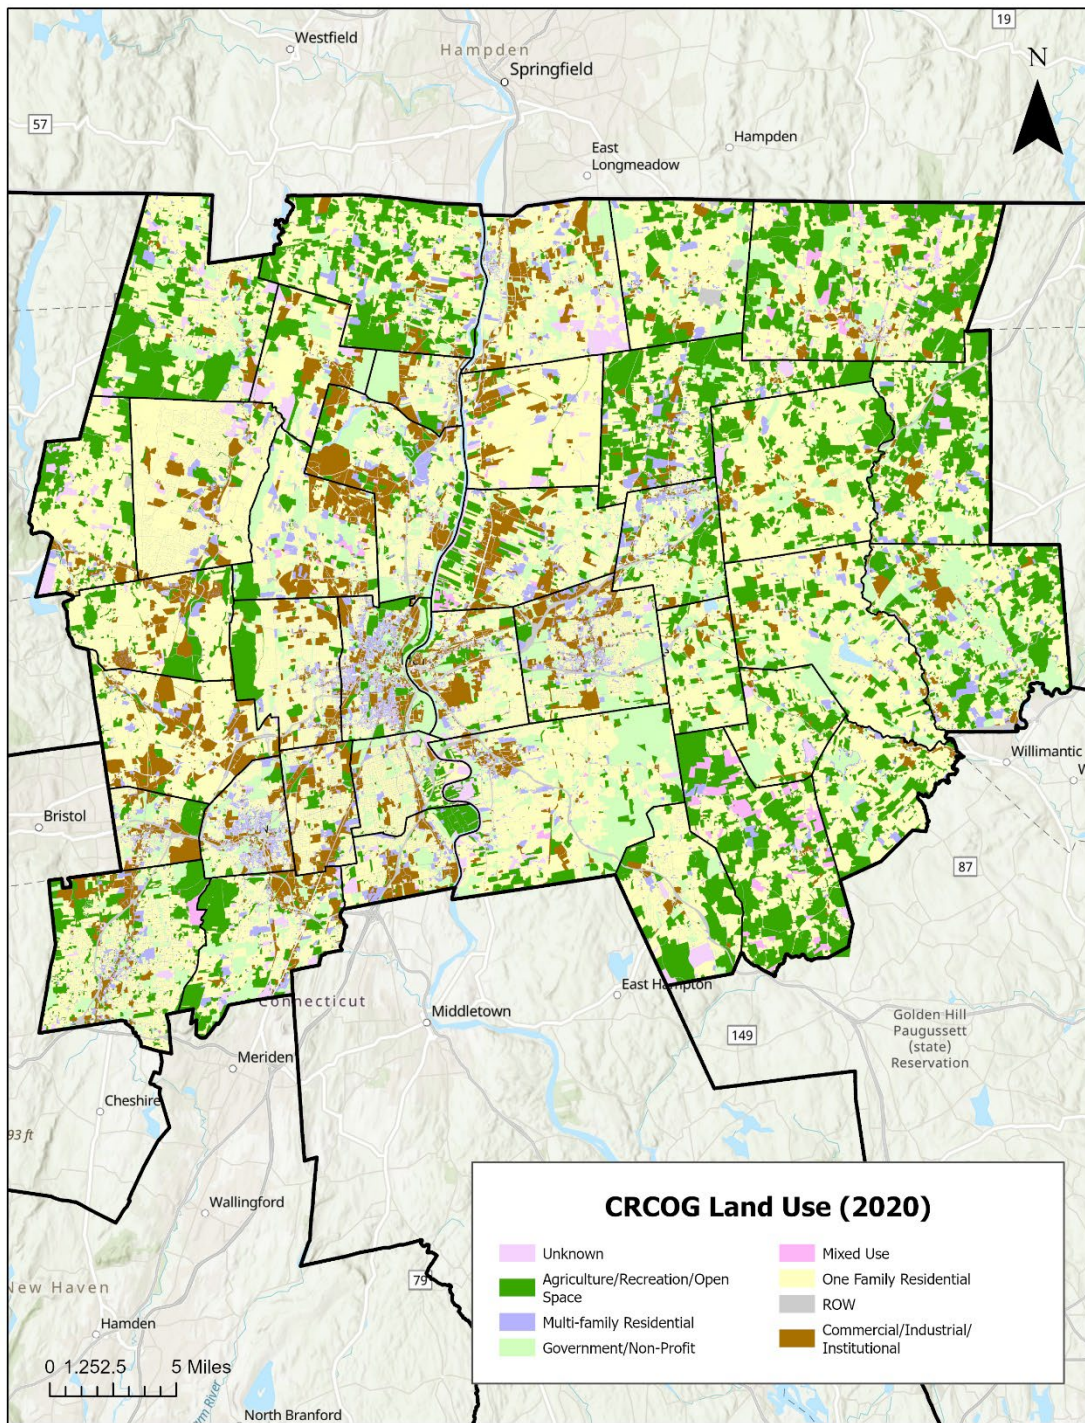 19
Westfield
Hampden
Springfield
N
57
Hampden
East
Longmeadow
Willimantic
W
Bristol
87
East Hampton
Connecticut
Middletown
149
Golden Hill
Paugussett
(state)
Reservation
Meriden
Cheshire
93 ft
Wallingford
79
New Haven
Hamden
North Branford
0 1.252.5 5 Miles
CRCOG Land Use (2020)
Unknown
Agriculture/Recreation/Open
Space
Multi-family Residential
Government/Non-Profit
Mixed Use
One Family Residential
ROW
Commercial/Industrial/
Institutional